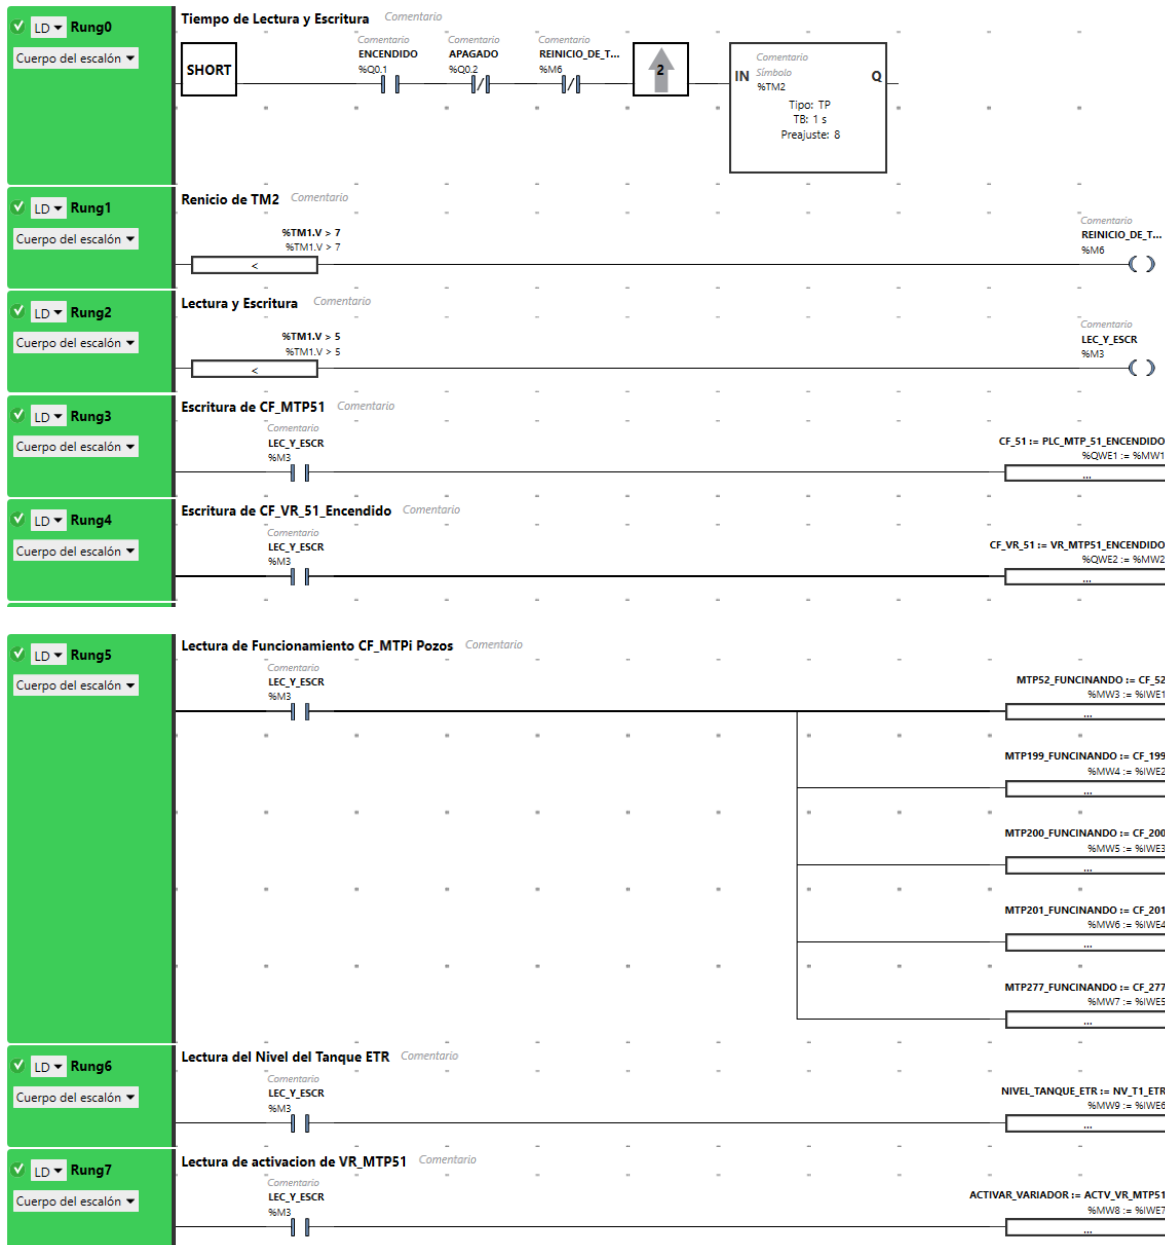 LD Rung0
Cuerpo del escalón
Tiempo de Lectura y Escritura Comentario
SHORT
Comentario
ENCENDIDO
%Q0.1
Comentario
APAGADO
%Q0.2
Comentario
REINICIO_DE_T...
%M6
2
Comentario
IN Símbolo Q
%TM2
Tipo: TP
TB: 1 s
Preajuste: 8
LD Rung1
Cuerpo del escalón
Renicio de TM2 Comentario
%TM1.V > 7
%TM1.V > 7
<
Comentario
REINICIO_DE_T...
%M6
LD Rung2
Cuerpo del escalón
Lectura y Escritura Comentario
%TM1.V > 5
%TM1.V > 5
<
Comentario
LEC_Y_ESCR
%M3
LD Rung3
Cuerpo del escalón
Escritura de CF_MTP51 Comentario
Comentario
LEC_Y_ESCR
%M3
CF_51 := PLC_MTP_51_ENCENDIDO
%QWE1 := %MW1
...
LD Rung4
Cuerpo del escalón
Escritura de CF_VR_51_Encendido Comentario
Comentario
LEC_Y_ESCR
%M3
CF_VR_51 := VR_MTP51_ENCENDIDO
%QWE2 := %MW2
...
LD Rung5
Cuerpo del escalón
Lectura de Funcionamiento CF_MTPi Pozos Comentario
Comentario
LEC_Y_ESCR
%M3
MTP52_FUNCINANDO := CF_52
%MW3 := %IWE1
...
MTP199_FUNCINANDO := CF_199
%MW4 := %IWE2
...
MTP200_FUNCINANDO := CF_200
%MW5 := %IWE3
...
MTP201_FUNCINANDO := CF_201
%MW6 := %IWE4
...
MTP277_FUNCINANDO := CF_277
%MW7 := %IWE5
...
LD Rung6
Cuerpo del escalón
Lectura del Nivel del Tanque ETR Comentario
Comentario
LEC_Y_ESCR
%M3
NIVEL_TANQUE_ETR := NV_T1_ETR
%MW9 := %IWE6
...
LD Rung7
Cuerpo del escalón
Lectura de activacion de VR_MTP51 Comentario
Comentario
LEC_Y_ESCR
%M3
ACTIVAR_VARIADOR := ACTV_VR_MTP51
%MW8 := %IWE7
...